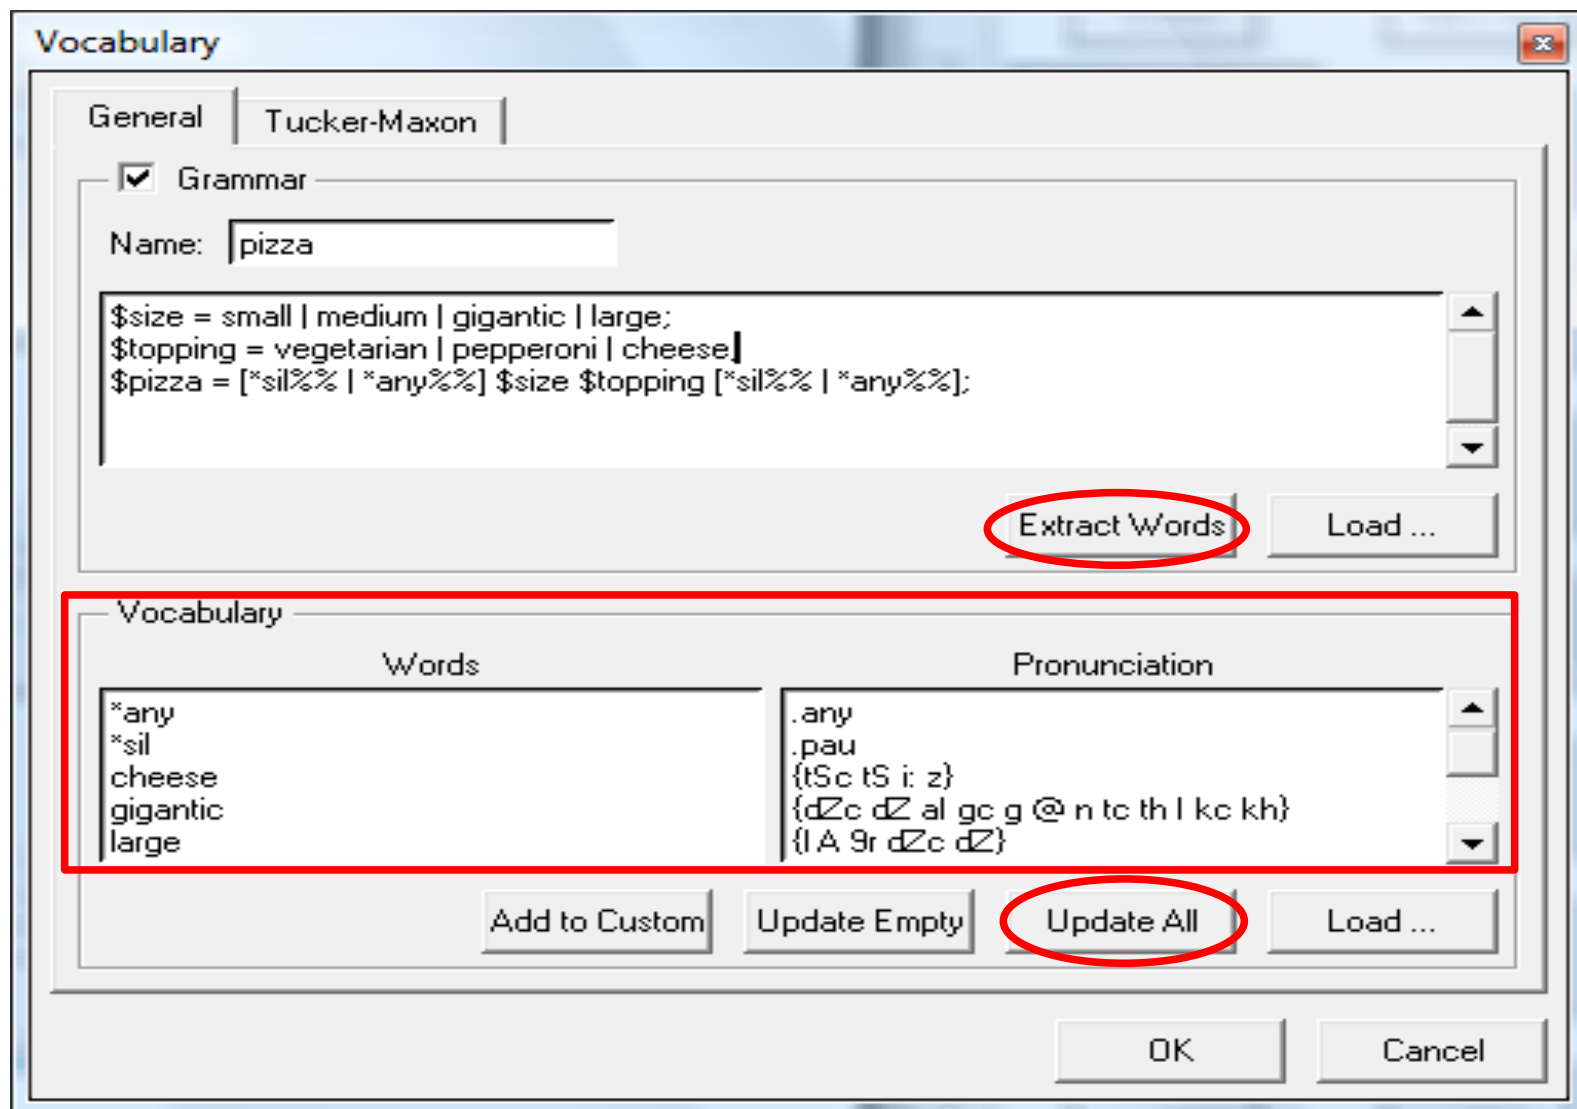 Vocabulary
General
Tucker-Maxon
Grammar
Name: pizza
$size = small | medium | gigantic | large;
$topping = vegetarian | pepperoni | cheese;
$pizza = [*sil%% | *any%%] $size $topping [*sil%% | *any%%];
Extract Words
Load ...
Vocabulary
Words
Pronunciation
*any
.any
*sil
.pau
cheese
{tSc tS i: z}
gigantic
{dZc dZ aI gc g @ n tc th I kc kh}
large
{l A 9r dZc dZ}
Add to Custom
Update Empty
Update All
Load ...
OK
Cancel